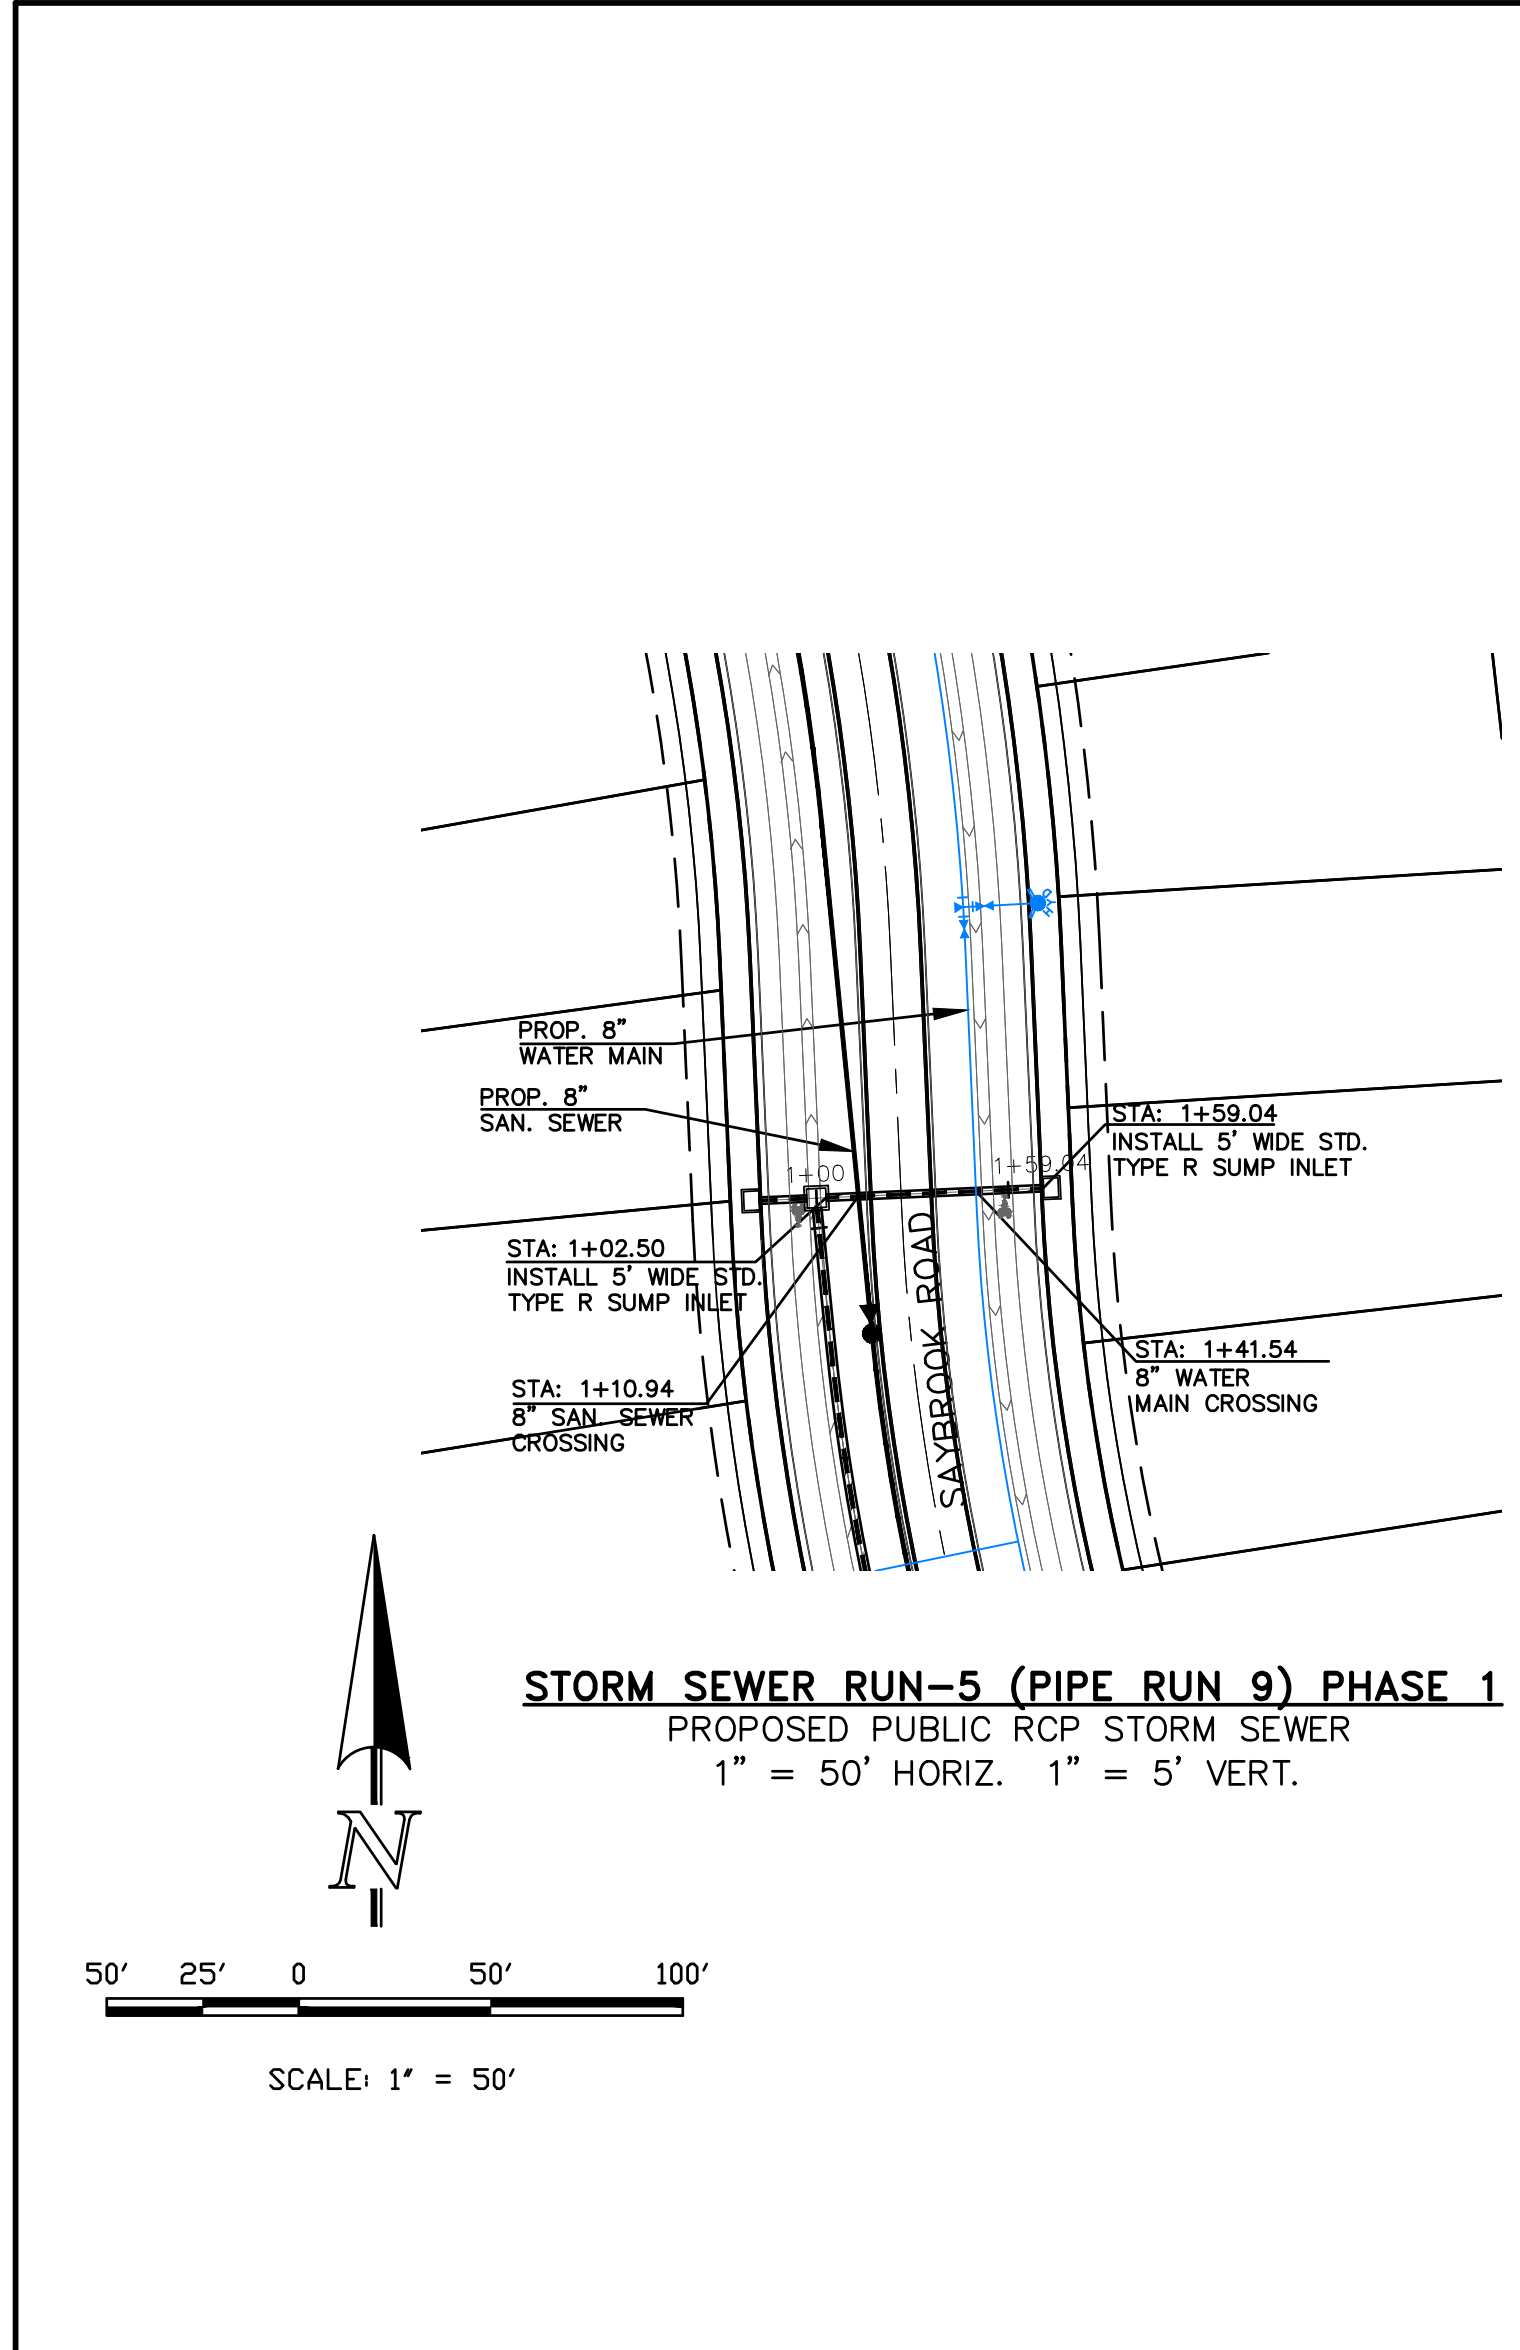 PROP. 8"
WATER MAIN
PROP. 8"
SAN. SEWER
HYD
STA: 1+59.04
INSTALL 5' WIDE STD.
TYPE R SUMP INLET
1+00
1+59.04
STA: 1+02.50
INSTALL 5' WIDE STD.
TYPE R SUMP INLET
SAYBROOK ROAD
STA: 1+41.54
8" WATER
MAIN CROSSING
STA: 1+10.94
8" SAN. SEWER
CROSSING
STORM SEWER RUN-5 (PIPE RUN 9) PHASE 1
PROPOSED PUBLIC RCP STORM SEWER
1" = 50' HORIZ. 1" = 5' VERT.
N
50' 25' 0 50' 100'
SCALE: 1" = 50'